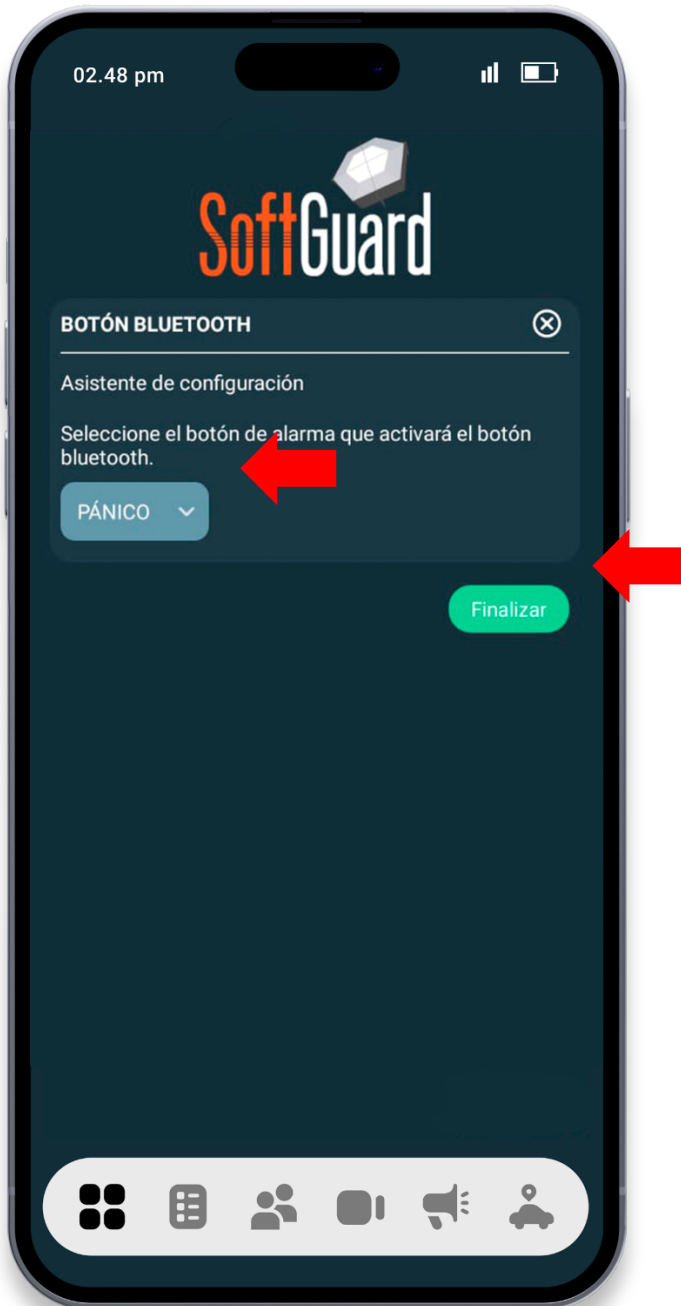 02.48 pm
SoftGuard
BOTÓN BLUETOOTH
Asistente de configuración
Seleccione el botón de alarma que activará el botón
bluetooth.
PÁNICO
Finalizar